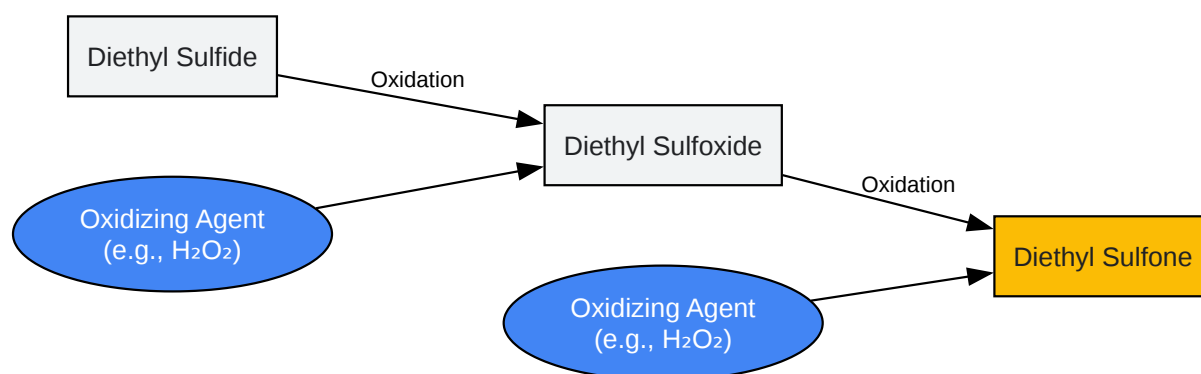 Diethyl Sulfide
Oxidation
Diethyl Sulfoxide
Oxidizing Agent
(e.g., H₂O₂)
Oxidation
Diethyl Sulfone
Oxidizing Agent
(e.g., H₂O₂)